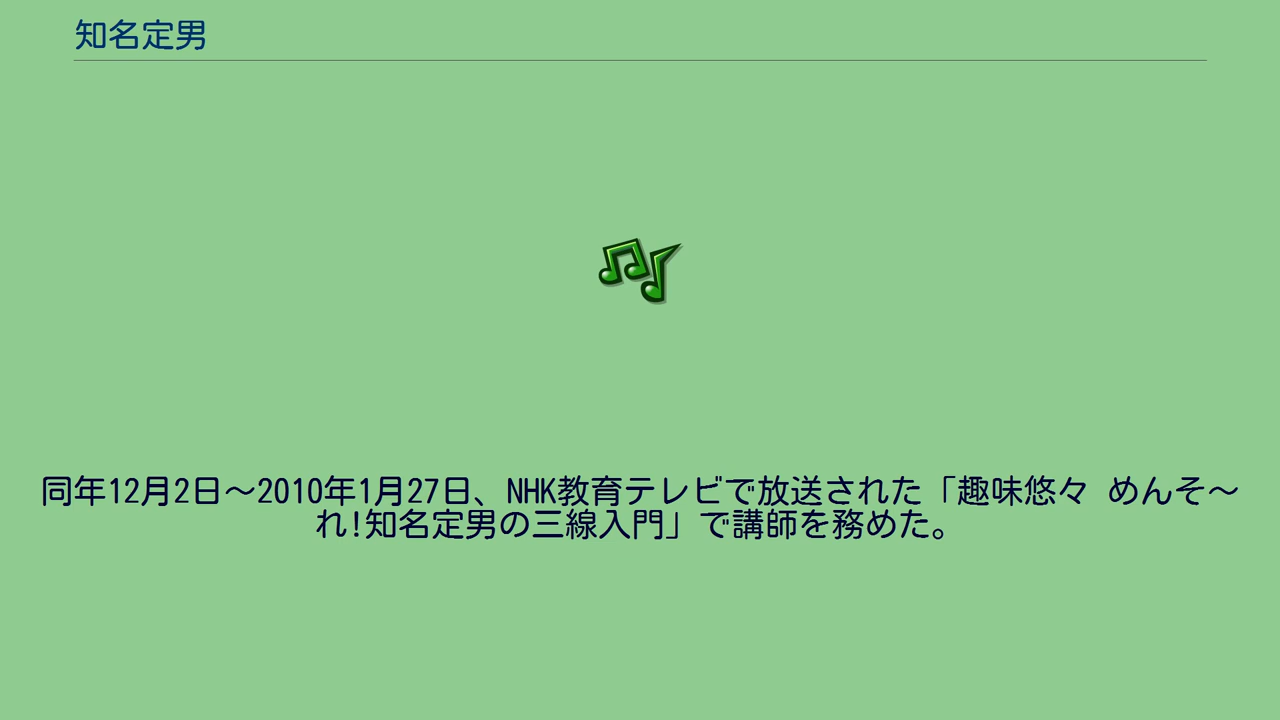 知名定男
同年12月2日〜2010年1月27日、NHK教育テレビで放送された「趣味悠々 めんそ〜
れ!知名定男の三線入門」で講師を務めた。